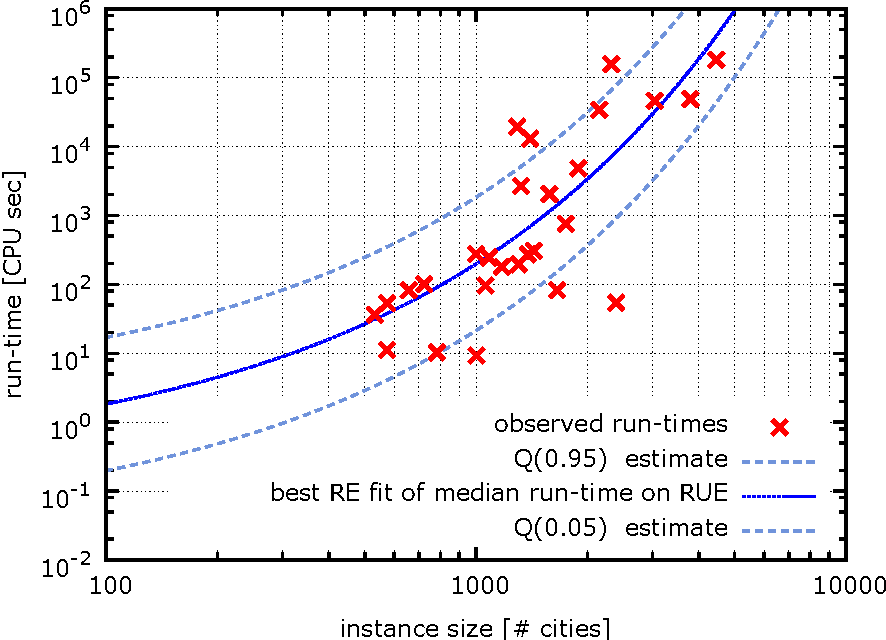 10^6
10^5
10^4
10^3
10^2
10^1
10^0
10^-1
10^-2
run-time [CPU sec]
observed run-times
Q(0.95) estimate
best RE fit of median run-time on RUE
Q(0.05) estimate
100 1000 10000
instance size [# cities]